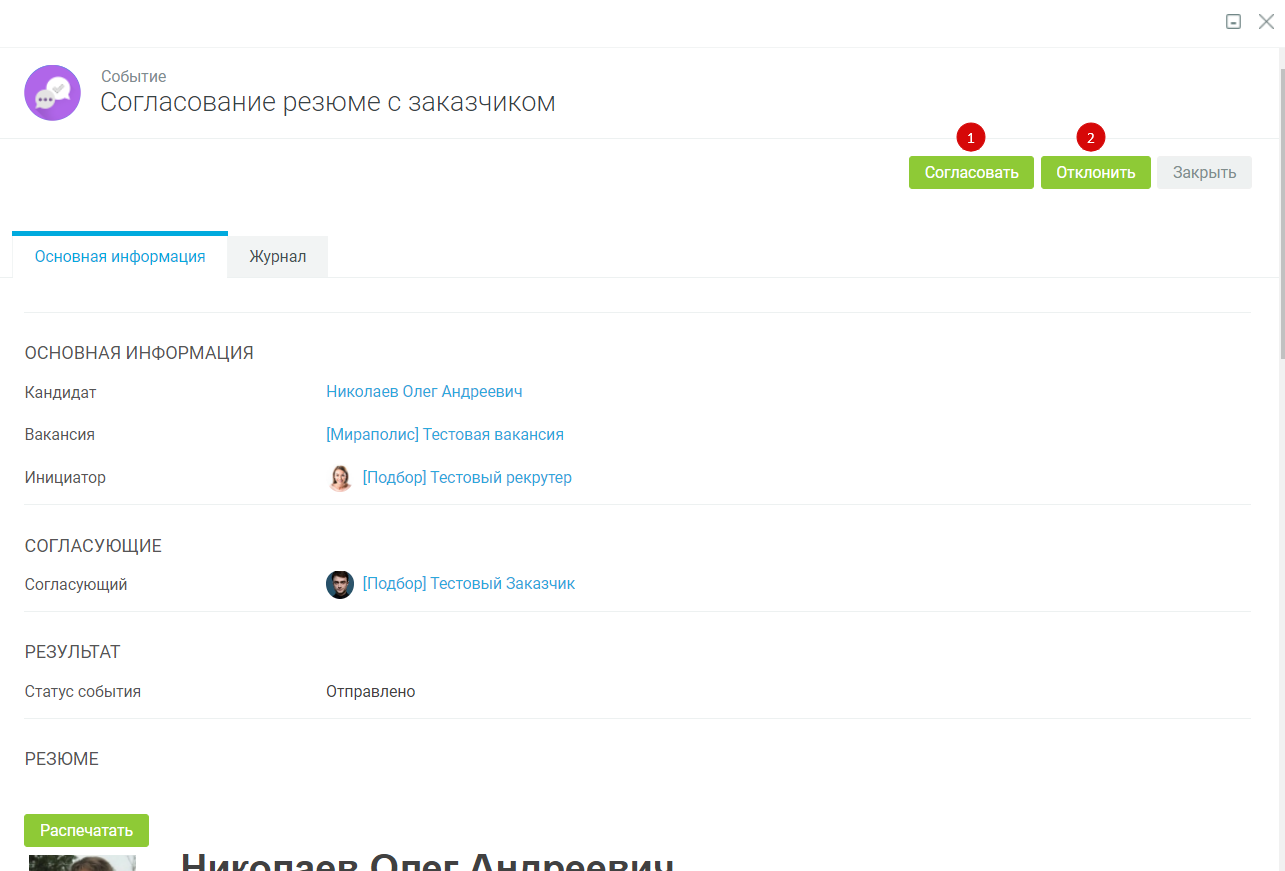 Событие
Согласование резюме с заказчиком
1 2
Согласовать Отклонить Закрыть
Основная информация Журнал
ОСНОВНАЯ ИНФОРМАЦИЯ
Кандидат Николаев Олег Андреевич
Вакансия [Мираполис] Тестовая вакансия
Инициатор [Подбор] Тестовый рекрутер
СОГЛАСУЮЩИЕ
Согласующий [Подбор] Тестовый Заказчик
РЕЗУЛЬТАТ
Статус события Отправлено
РЕЗЮМЕ
Распечатать
Николаев Олег Андреевич